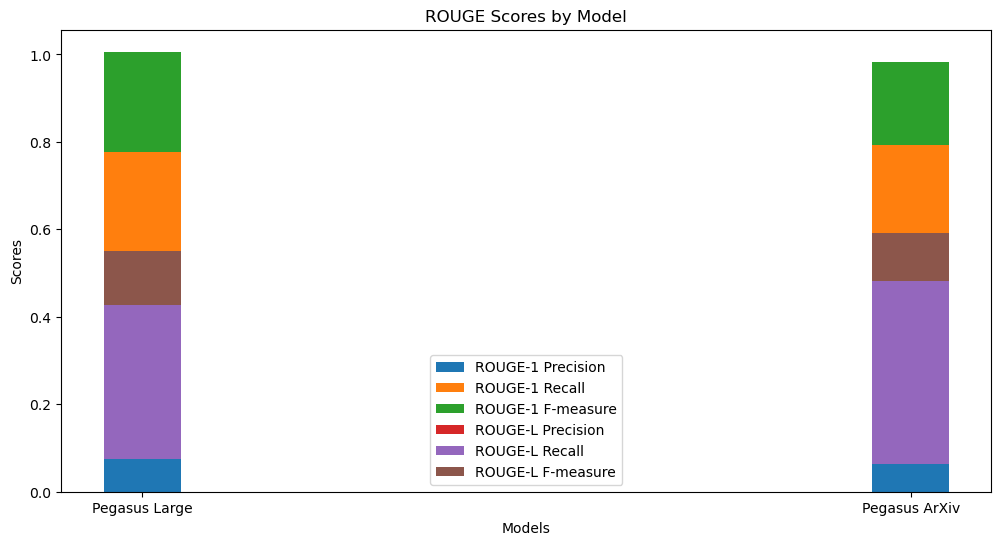 ROUGE Scores by Model
Scores
1.0
0.8
0.6
0.4
0.2
0.0
ROUGE-1 Precision
ROUGE-1 Recall
ROUGE-1 F-measure
ROUGE-L Precision
ROUGE-L Recall
ROUGE-L F-measure
Pegasus Large
Pegasus ArXiv
Models